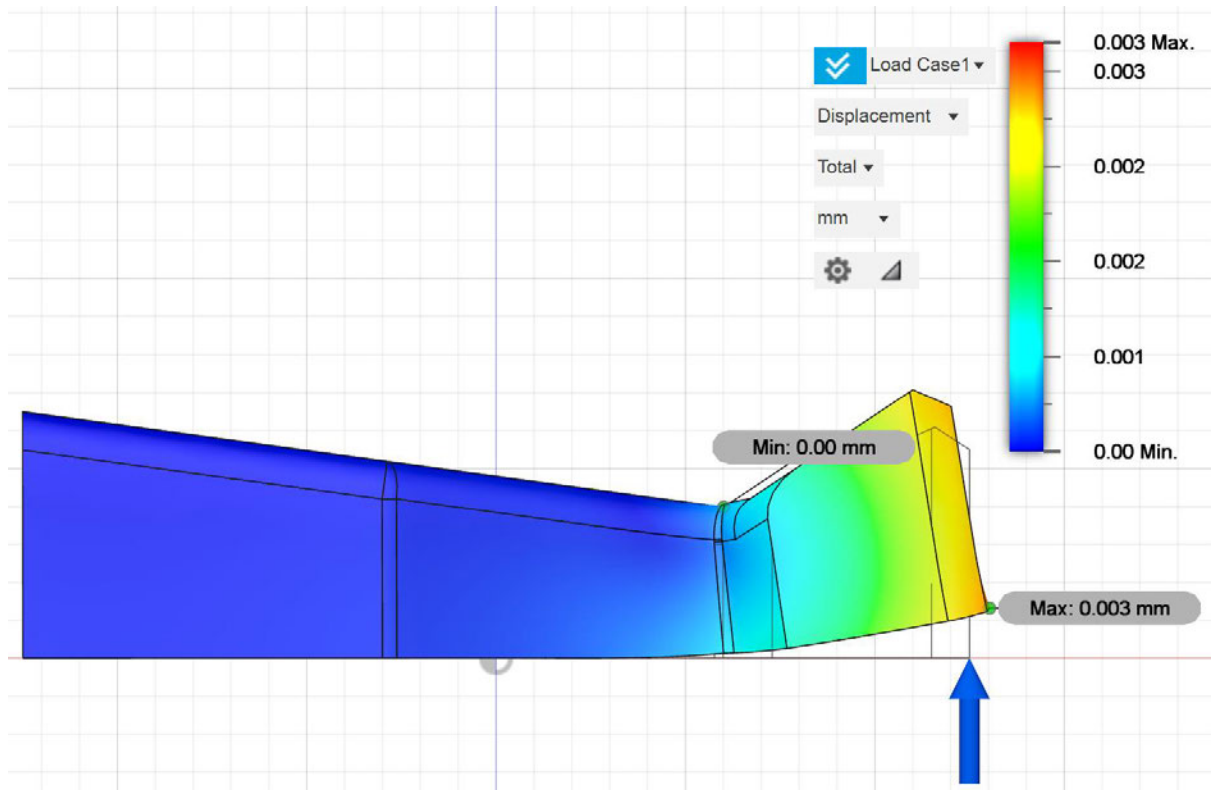 Load Case1
Displacement
Total
mm
0.003 Max.
0.003
0.002
0.002
0.001
0.00 Min.
Min: 0.00 mm
Max: 0.003 mm